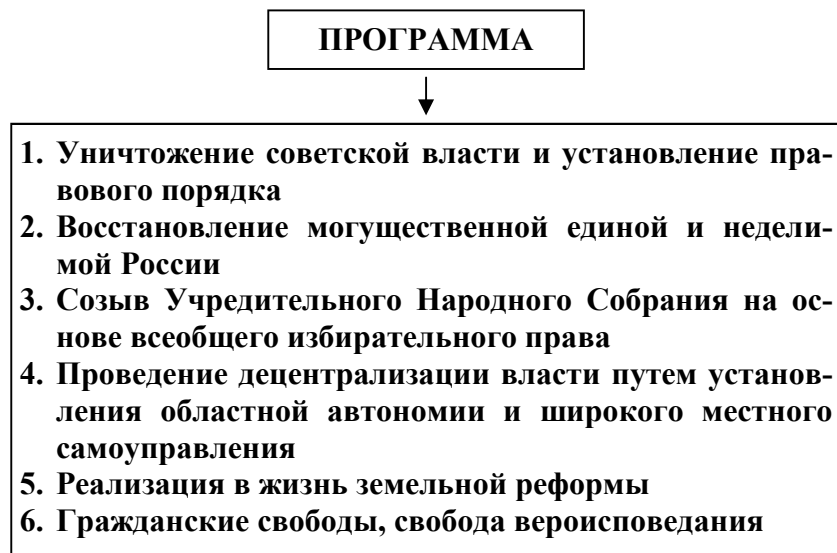 ПРОГРАММА
1. Уничтожение советской власти и установление пра-
вового порядка
2. Восстановление могущественной единой и недели-
мой России
3. Созыв Учредительного Народного Собрания на ос-
нове всеобщего избирательного права
4. Проведение децентрализации власти путем установ-
ления областной автономии и широкого местного
самоуправления
5. Реализация в жизнь земельной реформы
6. Гражданские свободы, свобода вероисповедания